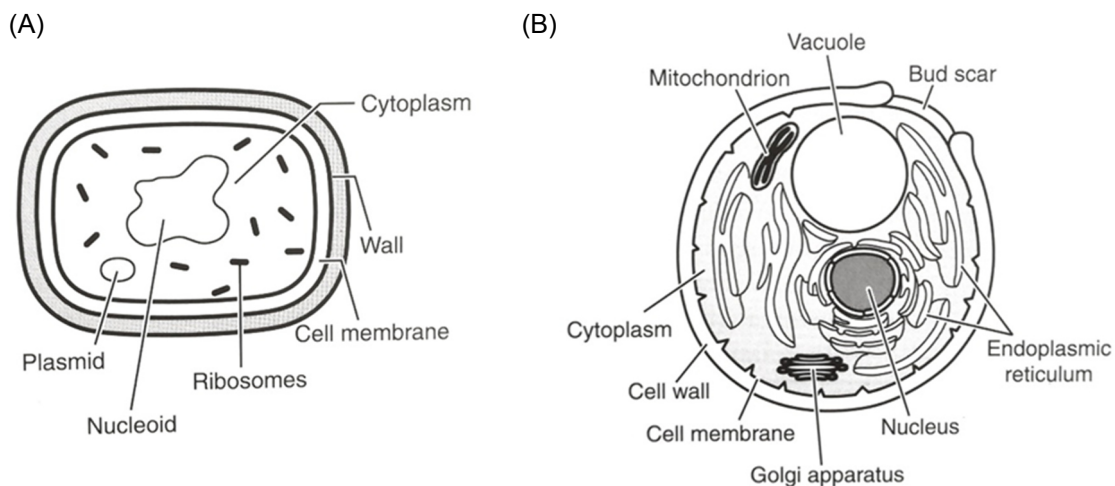 (A)
Cytoplasm
Wall
Cell membrane
Plasmid
Ribosomes
Nucleoid
(B)
Vacuole
Mitochondrion
Bud scar
Cytoplasm
Endoplasmic
reticulum
Cell wall
Cell membrane
Nucleus
Golgi apparatus